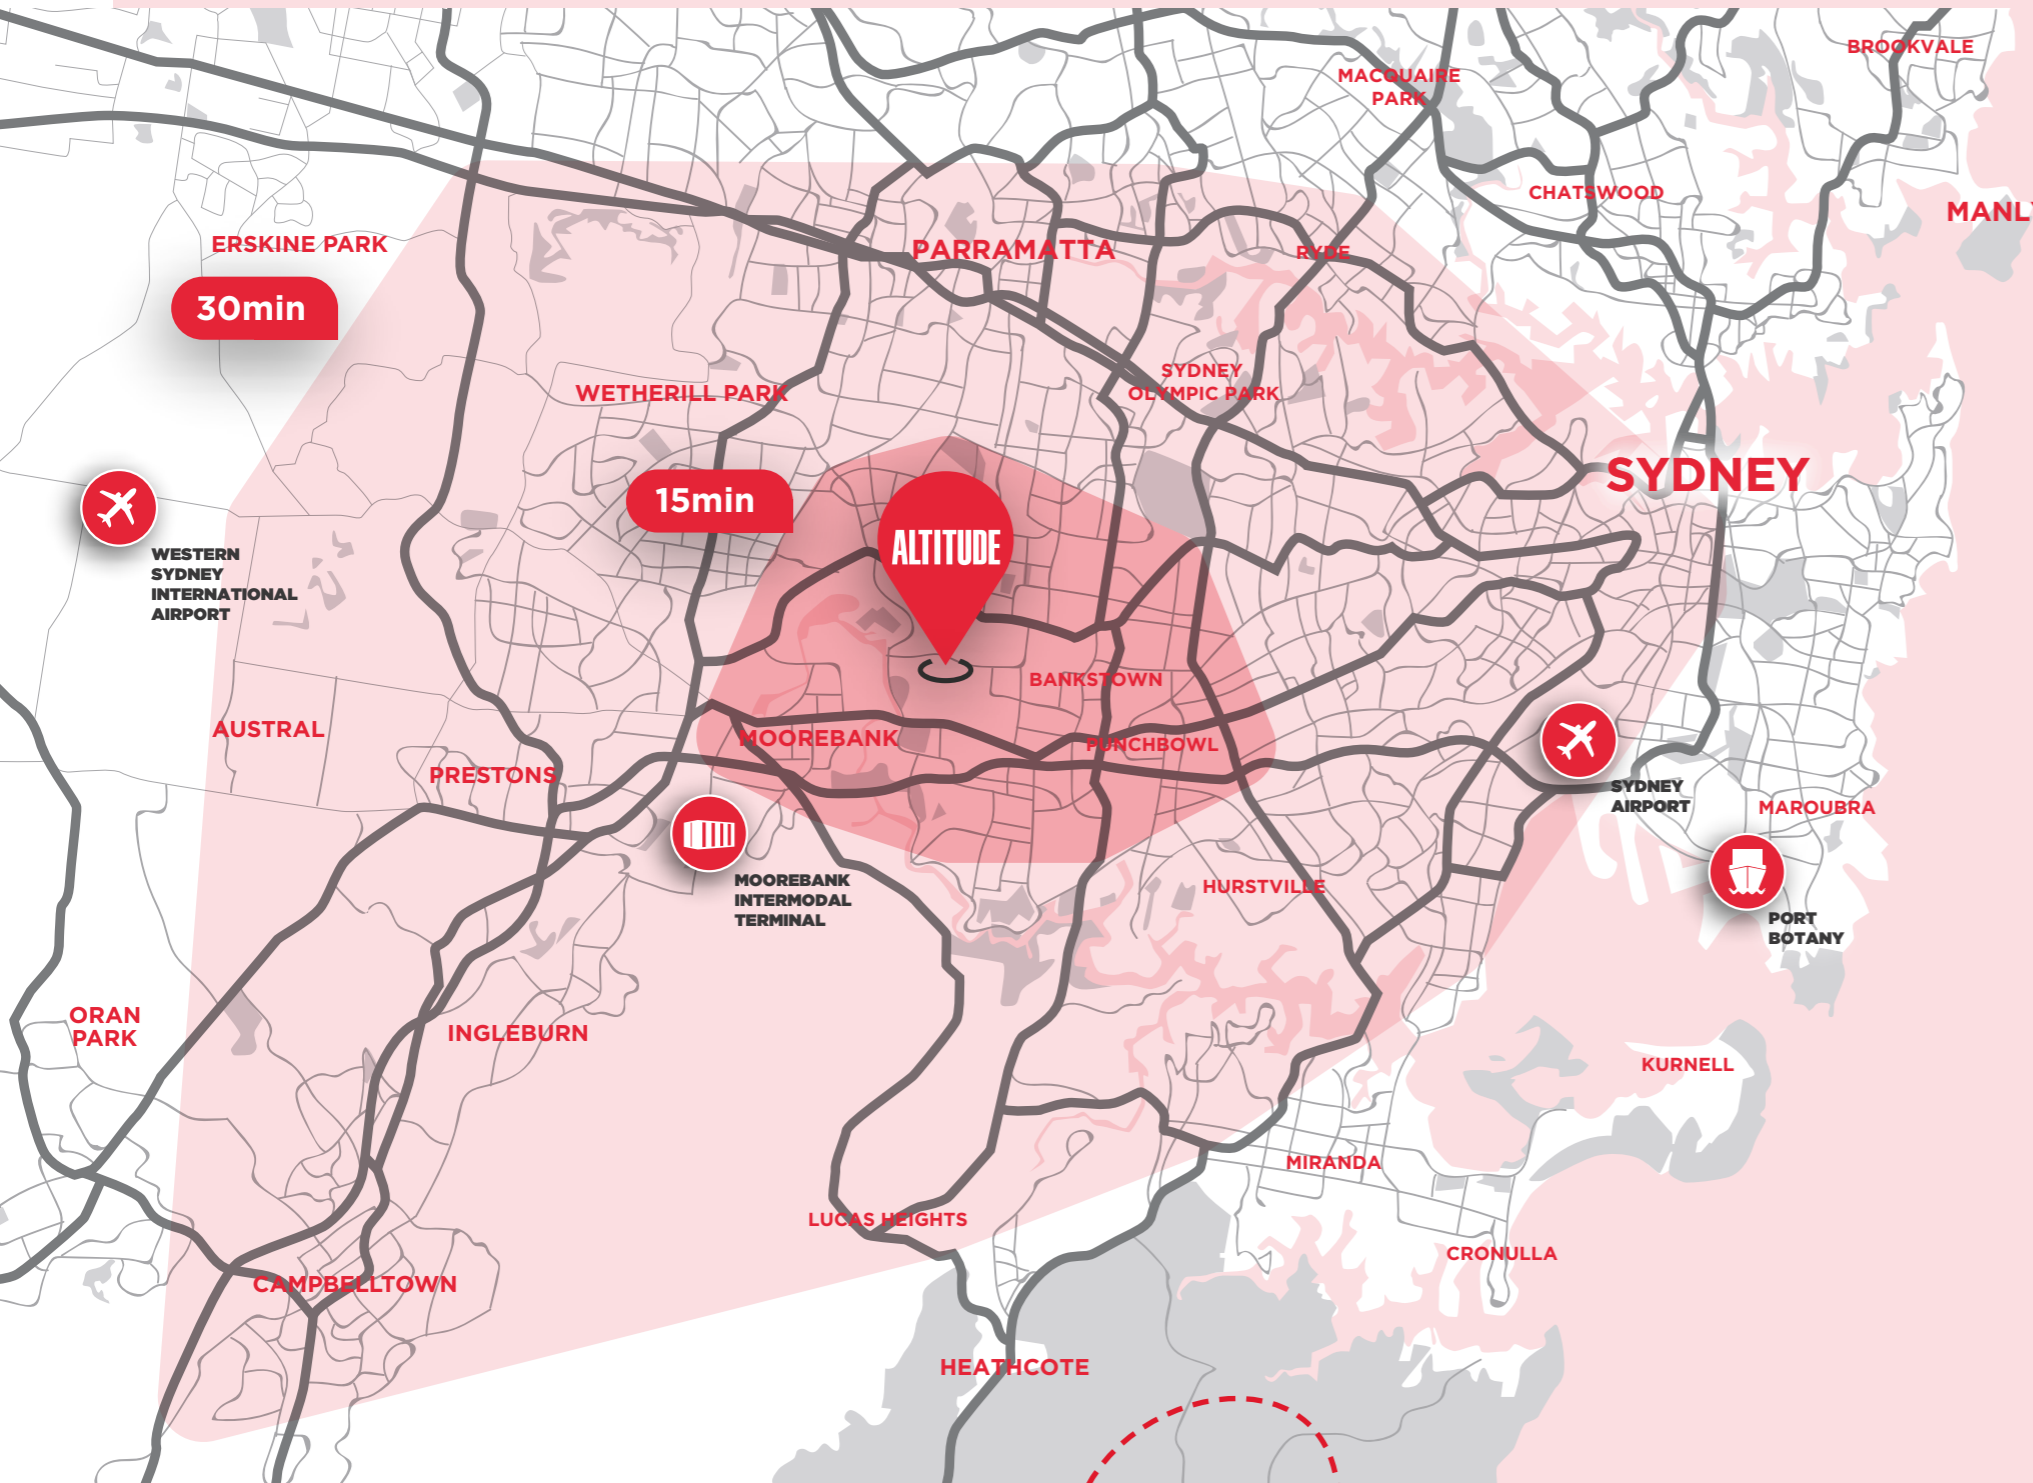 BROOKVALE
MACQUAIRE
PARK
CHATSWOOD
MANLY
ERSKINE PARK
PARRAMATTA
RYDE
30min
SYDNEY
OLYMPIC PARK
WETHERILL PARK
SYDNEY
15min
ALTITUDE
WESTERN
SYDNEY
INTERNATIONAL
AIRPORT
BANKSTOWN
AUSTRAL
MOOREBANK
PUNCHBOWL
PRESTONS
SYDNEY
AIRPORT
MAROUBRA
MOOREBANK
INTERMODAL
TERMINAL
HURSTVILLE
PORT
BOTANY
ORAN
PARK
INGLEBURN
KURNELL
MIRANDA
LUCAS HEIGHTS
CRONULLA
CAMPBELLTOWN
HEATHCOTE